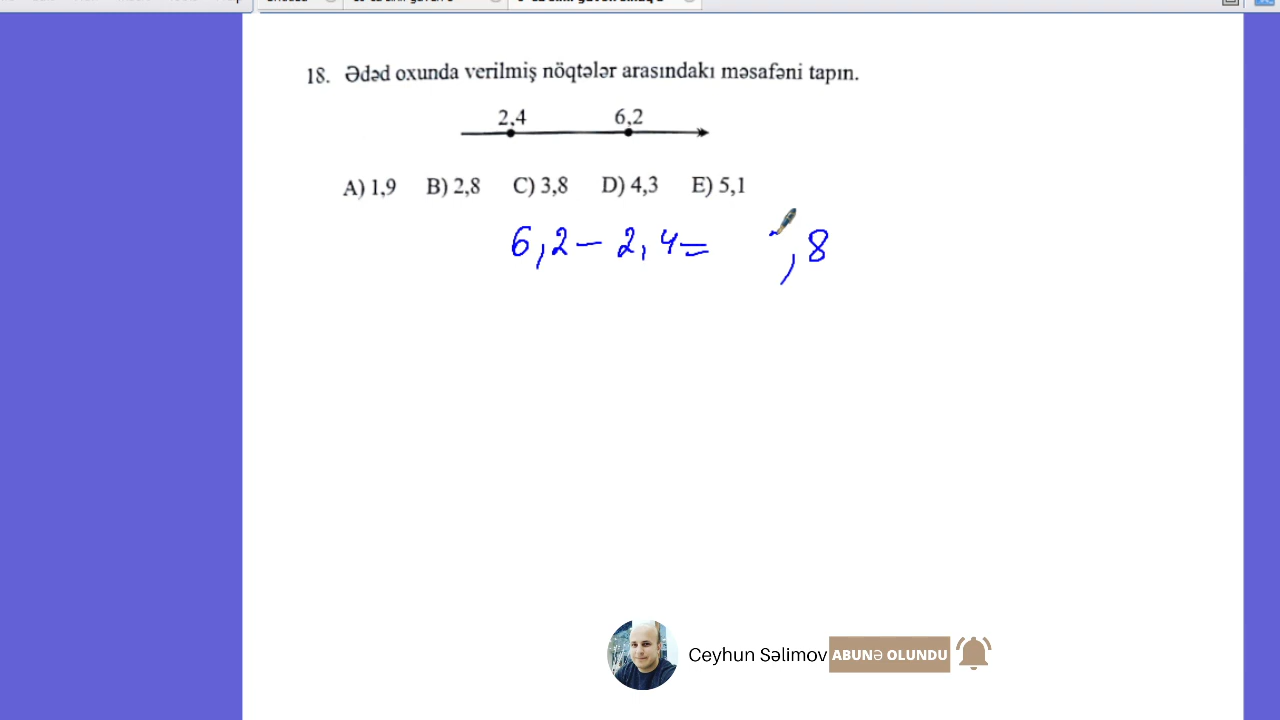 18. Ədəd oxunda verilmiş nöqtələr arasındakı məsafəni tapın.
2,4 6,2
A) 1,9 B) 2,8 C) 3,8 D) 4,3 E) 5,1
6,2 – 2,4 = ,8
Ceyhun Səlimov ABUNƏ OLUNDU